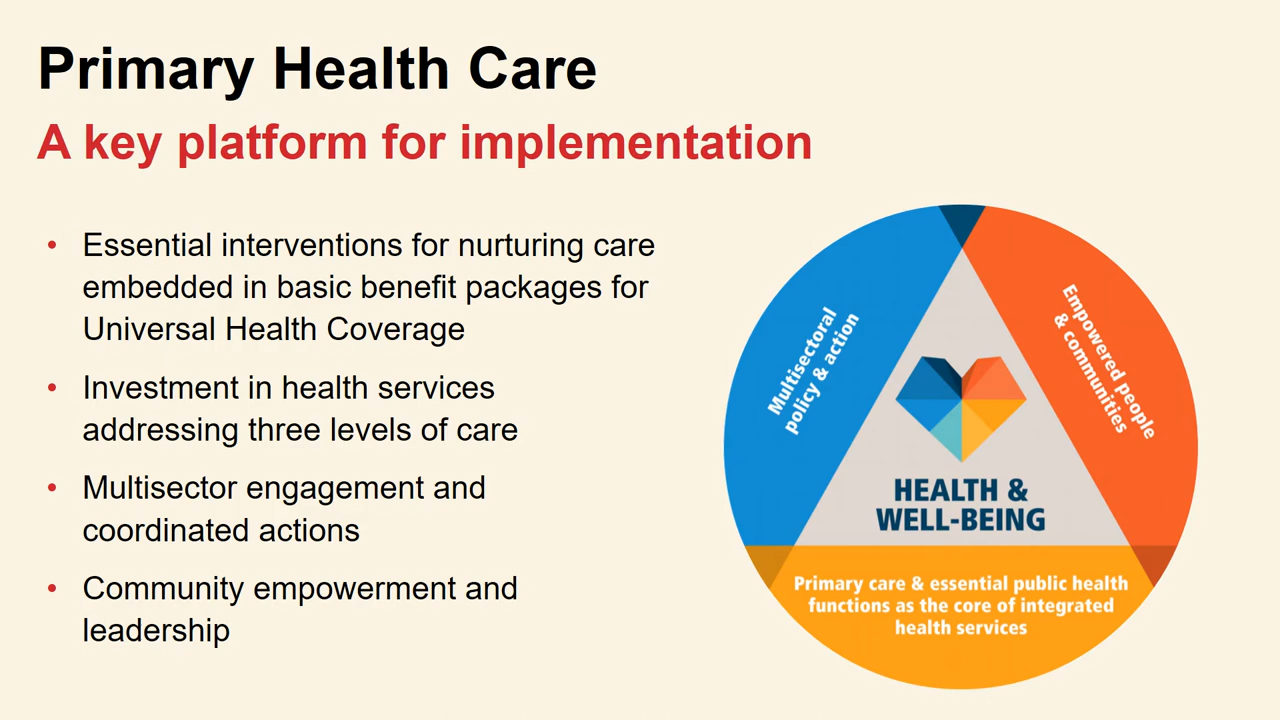 Primary Health Care
A key platform for implementation
• Essential interventions for nurturing care
embedded in basic benefit packages for
Universal Health Coverage
• Investment in health services
addressing three levels of care
• Multisector engagement and
coordinated actions
• Community empowerment and
leadership
Multisectoral
policy & action
Empowered people
& communities
HEALTH &
WELL-BEING
Primary care & essential public health
functions as the core of integrated
health services